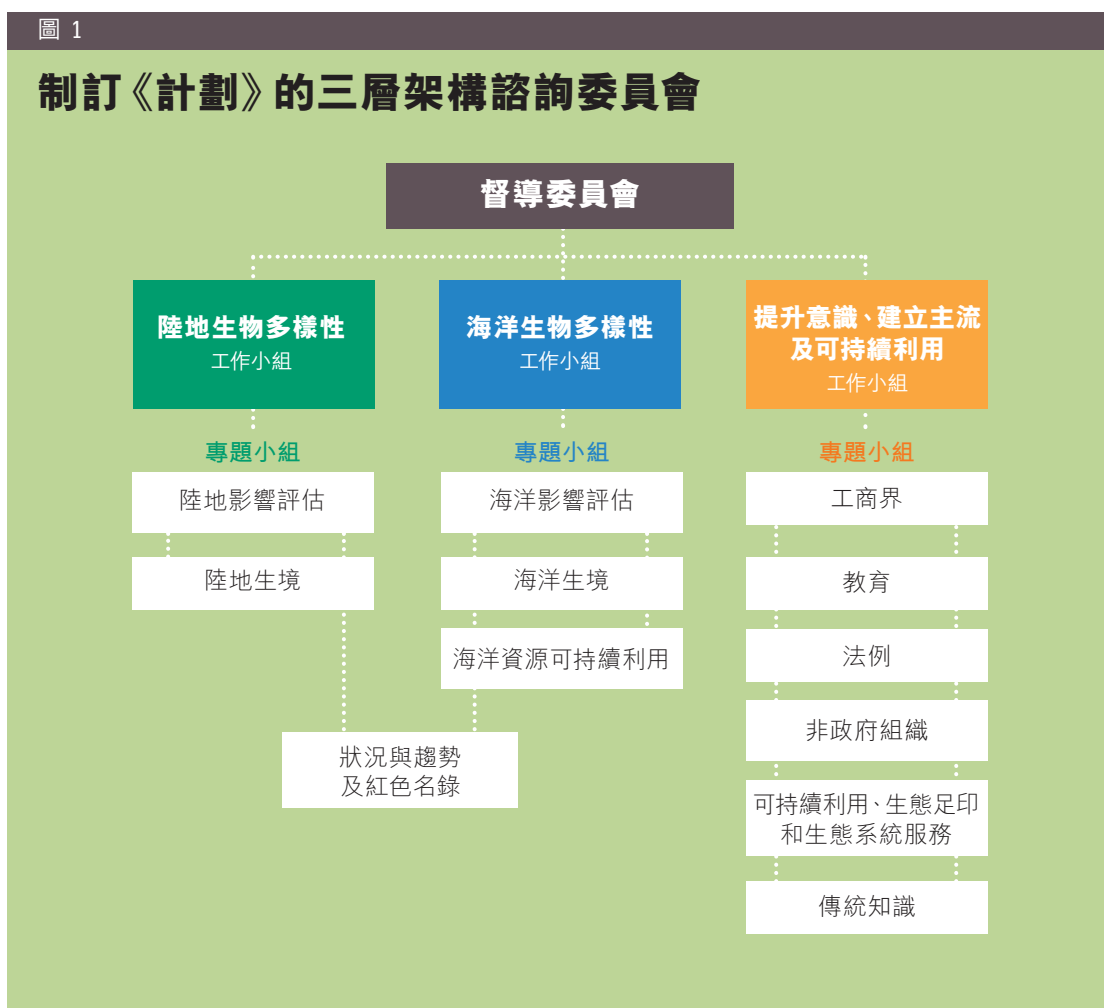 圖 1
制訂《計劃》的三層架構諮詢委員會
督導委員會
陸地生物多樣性
工作小組
海洋生物多樣性
工作小組
提升意識、建立主流
及可持續利用
工作小組
專題小組
陸地影響評估
陸地生境
專題小組
海洋影響評估
海洋生境
海洋資源可持續利用
狀況與趨勢
及紅色名錄
專題小組
工商界
教育
法例
非政府組織
可持續利用、生態足印
和生態系統服務
傳統知識